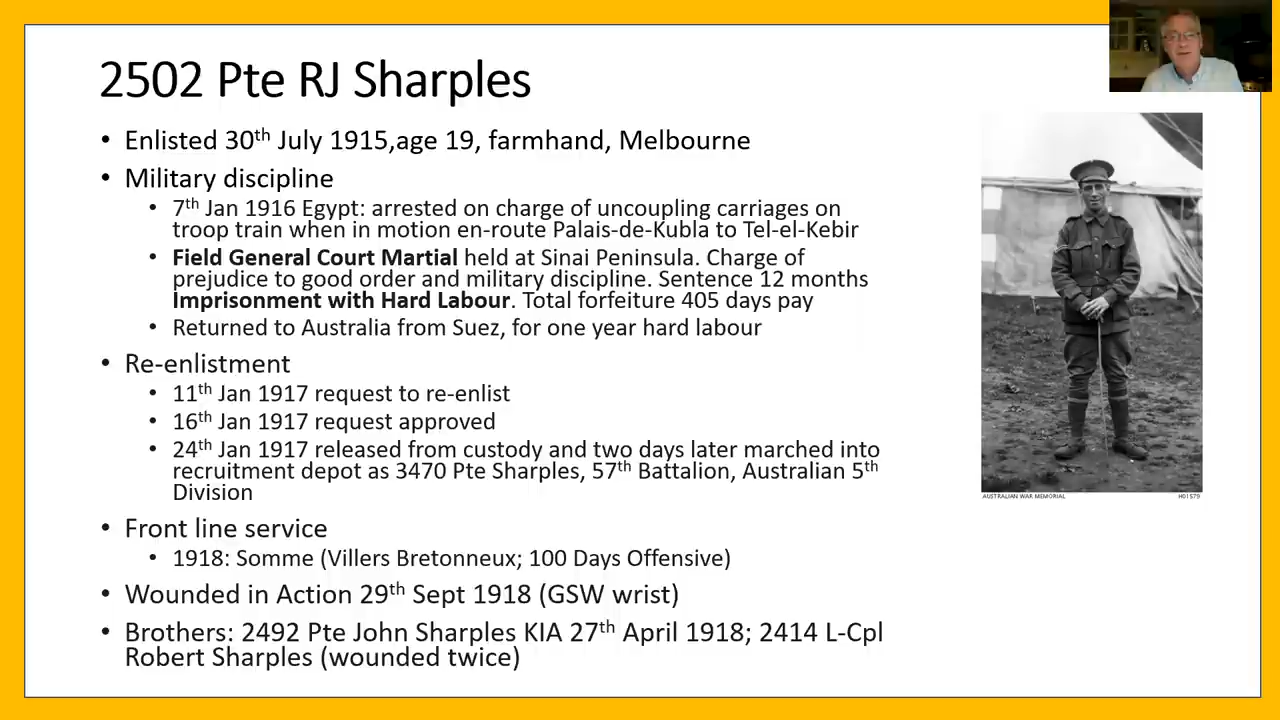 2502 Pte RJ Sharples
• Enlisted 30th July 1915,age 19, farmhand, Melbourne
• Military discipline
• 7th Jan 1916 Egypt: arrested on charge of uncoupling carriages on
troop train when in motion en-route Palais-de-Kubla to Tel-el-Kebir
• Field General Court Martial held at Sinai Peninsula. Charge of
prejudice to good order and military discipline. Sentence 12 months
Imprisonment with Hard Labour. Total forfeiture 405 days pay
• Returned to Australia from Suez, for one year hard labour
• Re-enlistment
• 11th Jan 1917 request to re-enlist
• 16th Jan 1917 request approved
• 24th Jan 1917 released from custody and two days later marched into
recruitment depot as 3470 Pte Sharples, 57th Battalion, Australian 5th
Division
• Front line service
• 1918: Somme (Villers Bretonneux; 100 Days Offensive)
• Wounded in Action 29th Sept 1918 (GSW wrist)
• Brothers: 2492 Pte John Sharples KIA 27th April 1918; 2414 L-Cpl
Robert Sharples (wounded twice)
AUSTRALIAN WAR MEMORIAL H01579